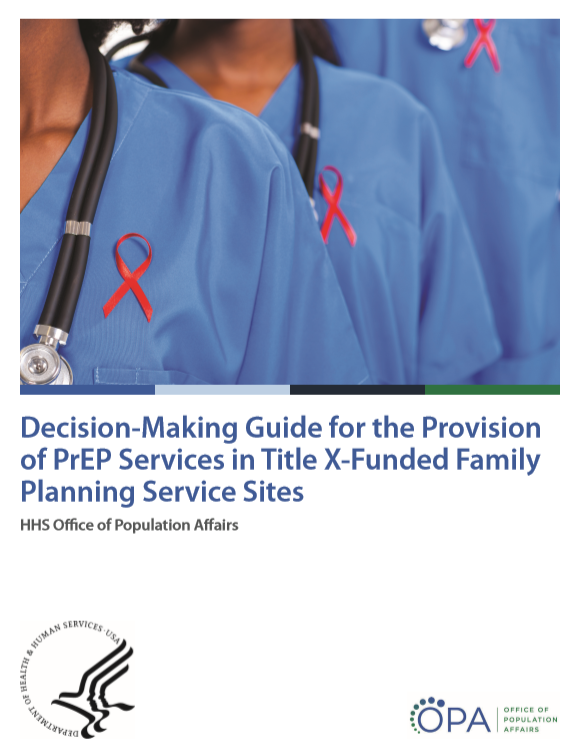 Decision-Making Guide for the Provision
of PrEP Services in Title X-Funded Family
Planning Service Sites
HHS Office of Population Affairs
DEPARTMENT OF HEALTH & HUMAN SERVICES·USA
OPA
OFFICE OF
POPULATION
AFFAIRS